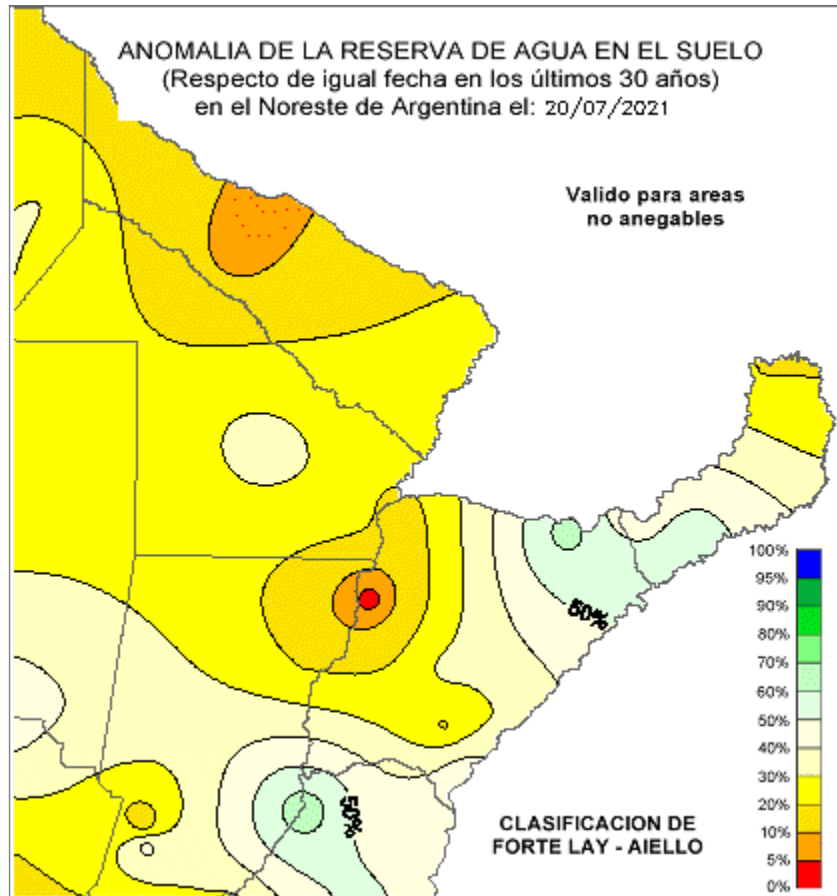 ANOMALIA DE LA RESERVA DE AGUA EN EL SUELO
(Respecto de igual fecha en los últimos 30 años)
en el Noreste de Argentina el: 20/07/2021
Valido para areas
no anegables
50%
50%
100%
95%
90%
80%
70%
60%
50%
40%
30%
20%
10%
5%
0%
CLASIFICACION DE
FORTE LAY - AIELLO